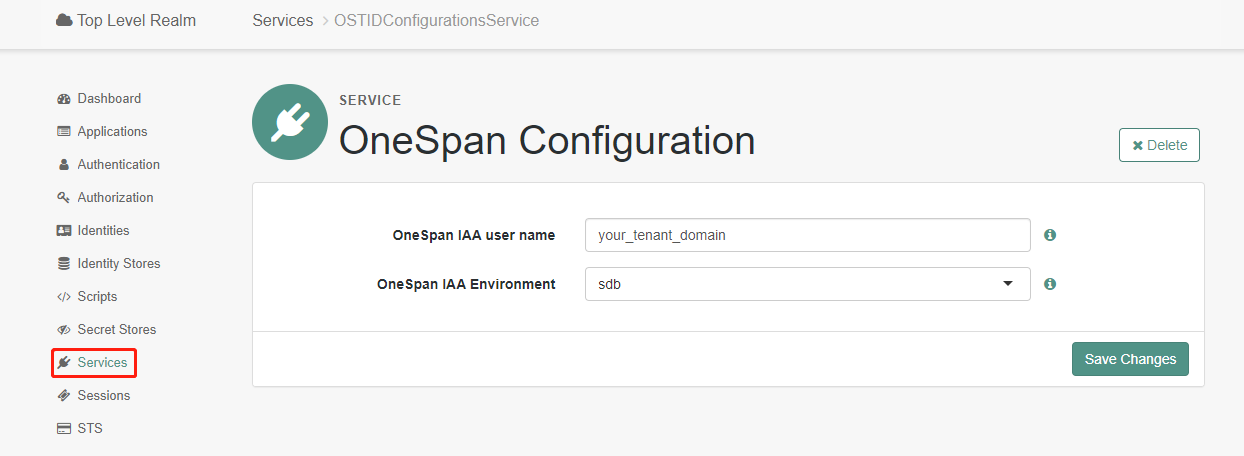 Top Level Realm
Services > OSTIDConfigurationsService
Dashboard
Applications
Authentication
Authorization
Identities
Identity Stores
Scripts
Secret Stores
Services
Sessions
STS
SERVICE
OneSpan Configuration
Delete
OneSpan IAA user name your_tenant_domain
OneSpan IAA Environment sdb
Save Changes